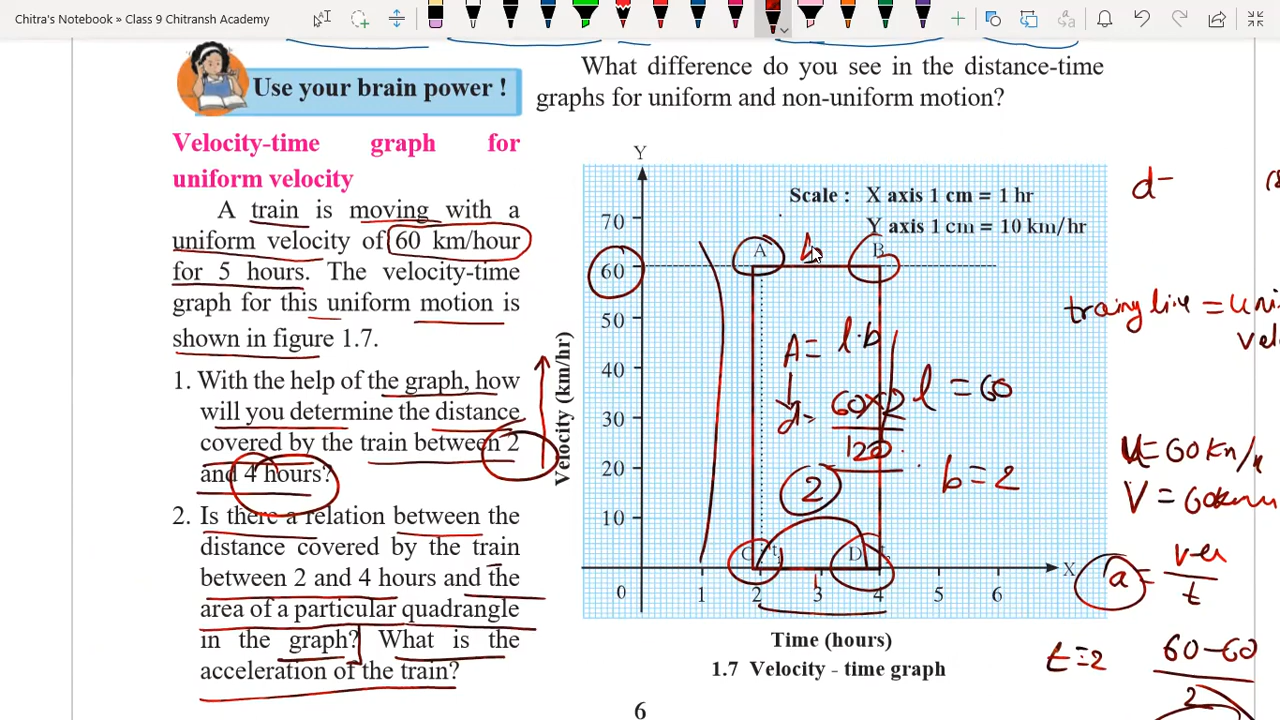 Chitra's Notebook » Class 9 Chitransh Academy
Use your brain power !
What difference do you see in the distance-time
graphs for uniform and non-uniform motion?
Velocity-time graph for
uniform velocity
A train is moving with a
uniform velocity of 60 km/hour
for 5 hours. The velocity-time
graph for this uniform motion is
shown in figure 1.7.
1. With the help of the graph, how
will you determine the distance
covered by the train between 2
and 4 hours?
2. Is there a relation between the
distance covered by the train
between 2 and 4 hours and the
area of a particular quadrangle
in the graph? What is the
acceleration of the train?
Y
Scale : X axis 1 cm = 1 hr
Y axis 1 cm = 10 km/hr
70
60
50
40
30
20
10
0
1 2 3 4 5 6
X
A b B
A = l·b
d = 60×2
120
2
l = 60
b = 2
C t1 D t2
Velocity (km/hr)
Time (hours)
1.7 Velocity - time graph
d
= uni
vel
u = 60 Km/
V = 60km
a = vel
t
t = 2
60-60
2
6